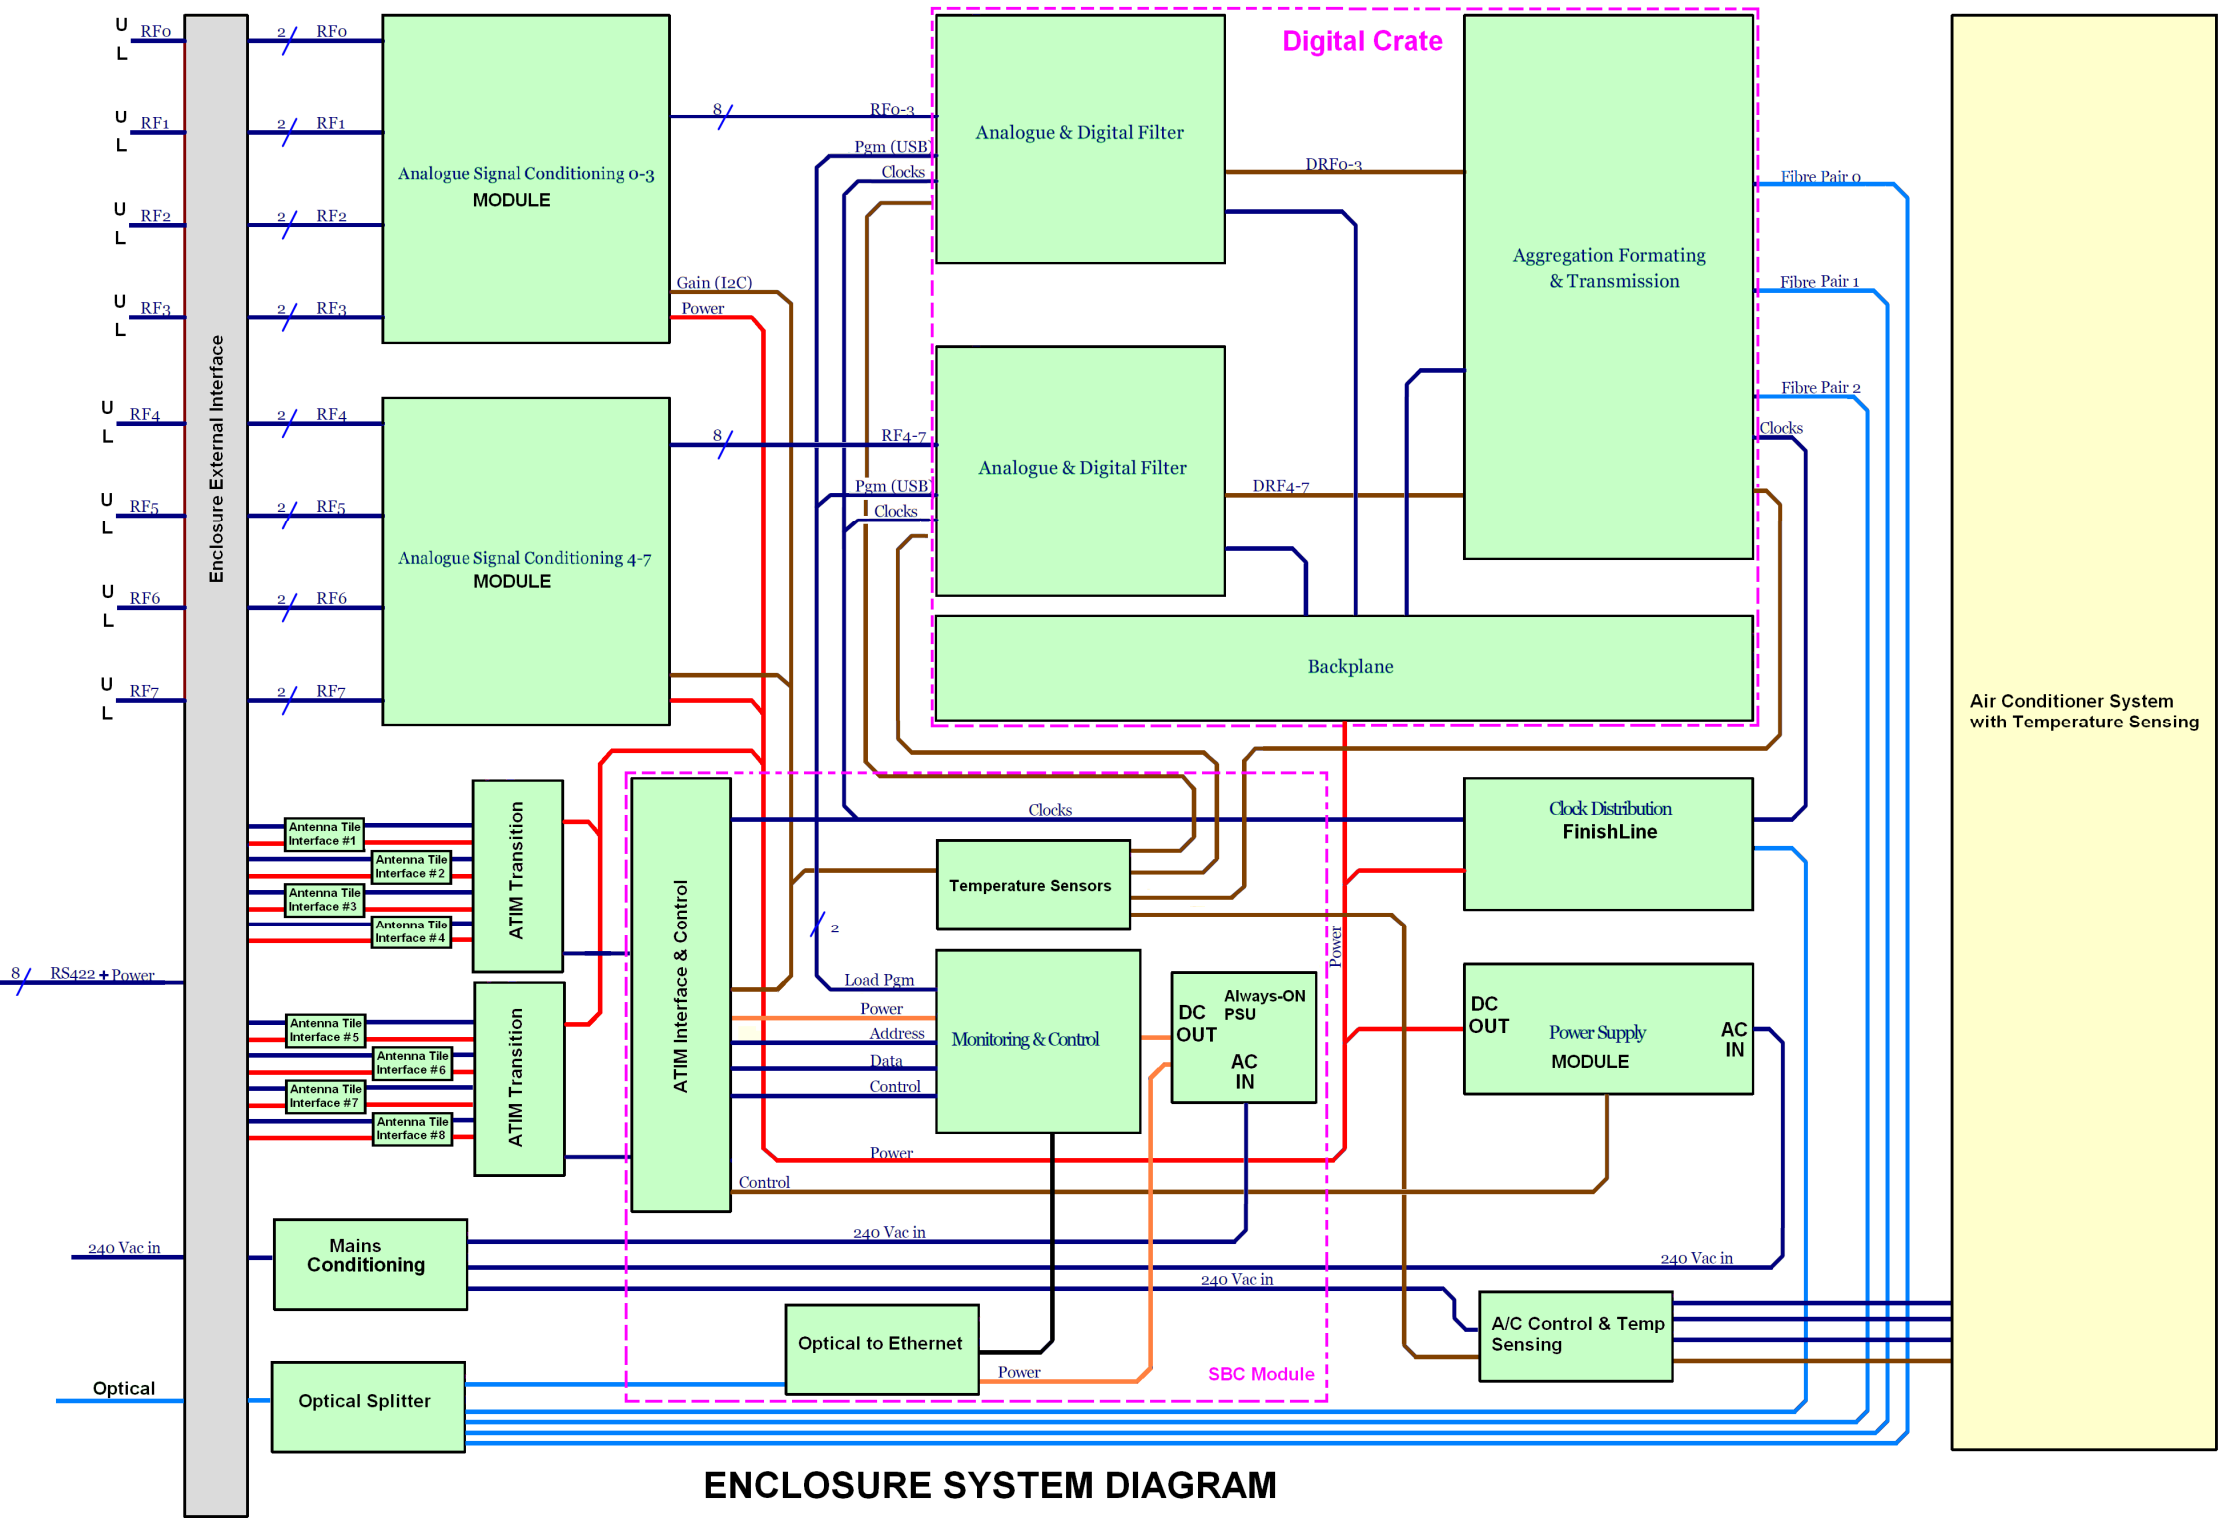 U
RF0
L
2
RF0
U
RF1
L
2
RF1
U
RF2
L
2
RF2
U
RF3
L
2
RF3
U
RF4
L
2
RF4
U
RF5
L
2
RF5
U
RF6
L
2
RF6
U
RF7
L
2
RF7
Enclosure External Interface
Analogue Signal Conditioning 0-3
MODULE
Gain (I2C)
Power
Analogue Signal Conditioning 4-7
MODULE
8
RF0-3
Pgm (USB)
Clocks
8
RF4-7
Pgm (USB)
Clocks
Digital Crate
Analogue & Digital Filter
DRF0-3
Analogue & Digital Filter
DRF4-7
Aggregation Formating
& Transmission
Backplane
Fibre Pair 0
Fibre Pair 1
Fibre Pair 2
Clocks
Air Conditioner System
with Temperature Sensing
Antenna Tile
Interface #1
Antenna Tile
Interface #2
Antenna Tile
Interface #3
Antenna Tile
Interface #4
ATIM Transition
8
RS422 + Power
Antenna Tile
Interface #5
Antenna Tile
Interface #6
Antenna Tile
Interface #7
Antenna Tile
Interface #8
ATIM Transition
ATIM Interface & Control
Clocks
Temperature Sensors
2
Load Pgm
Power
Address
Data
Control
Monitoring & Control
Always-ON
PSU
DC
OUT
AC
IN
Power
Clock Distribution
FinishLine
DC
OUT
Power Supply
MODULE
AC
IN
Power
Control
240 Vac in
Mains
Conditioning
240 Vac in
240 Vac in
240 Vac in
A/C Control & Temp
Sensing
Optical to Ethernet
Power
SBC Module
Optical
Optical Splitter
ENCLOSURE SYSTEM DIAGRAM